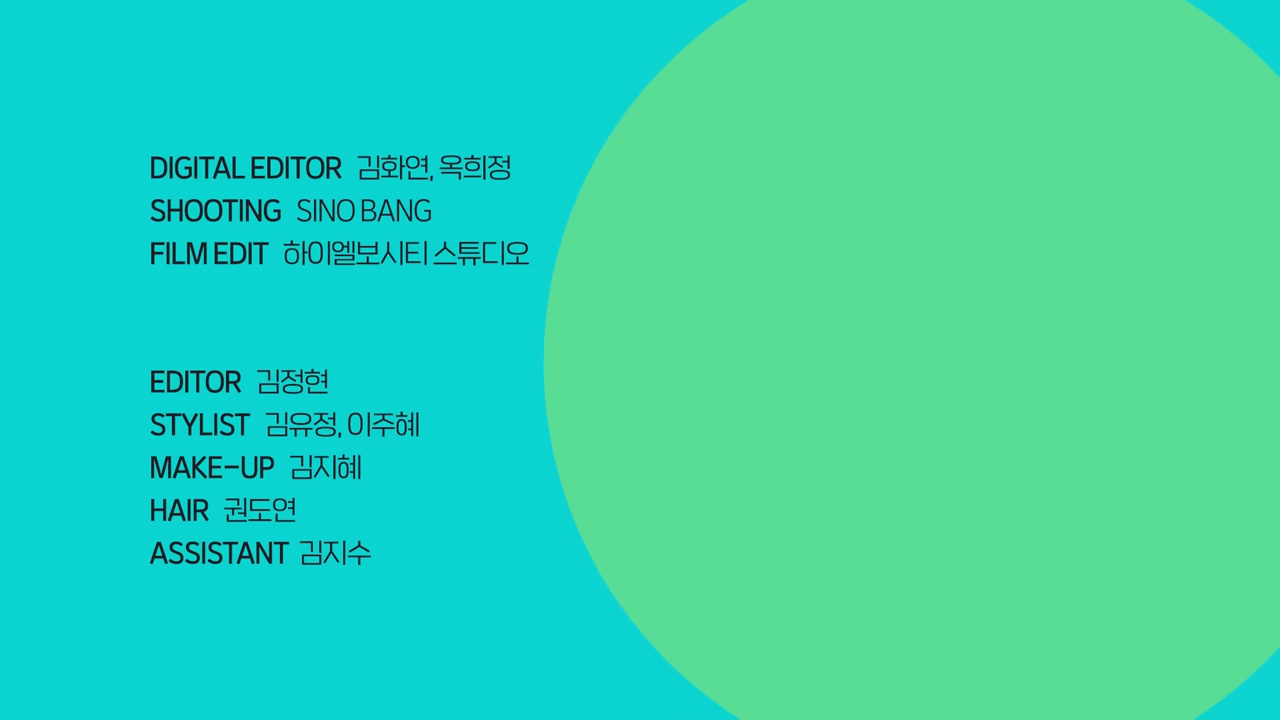 DIGITAL EDITOR 김화연, 옥희정
SHOOTING SINO BANG
FILM EDIT 하이엘보시티 스튜디오
EDITOR 김정현
STYLIST 김유정, 이주혜
MAKE-UP 김지혜
HAIR 권도연
ASSISTANT 김지수